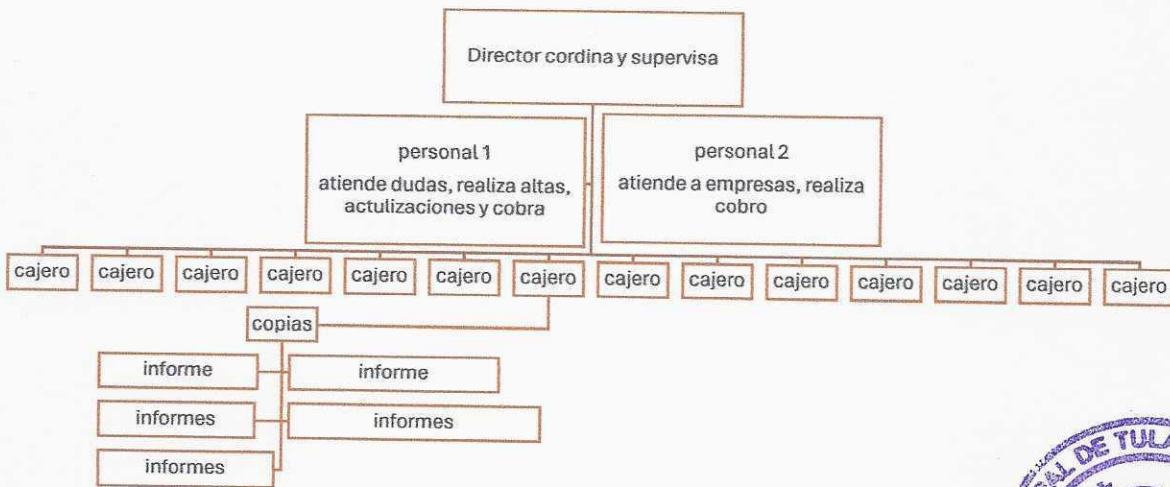 Director cordina y supervisa
personal 1
atiende dudas, realiza altas,
actulizaciones y cobra
personal 2
atiende a empresas, realiza
cobro
cajero cajero cajero cajero cajero cajero cajero cajero cajero cajero cajero cajero cajero cajero
copias
informe informe
informes informes
informes
AL DE TULA